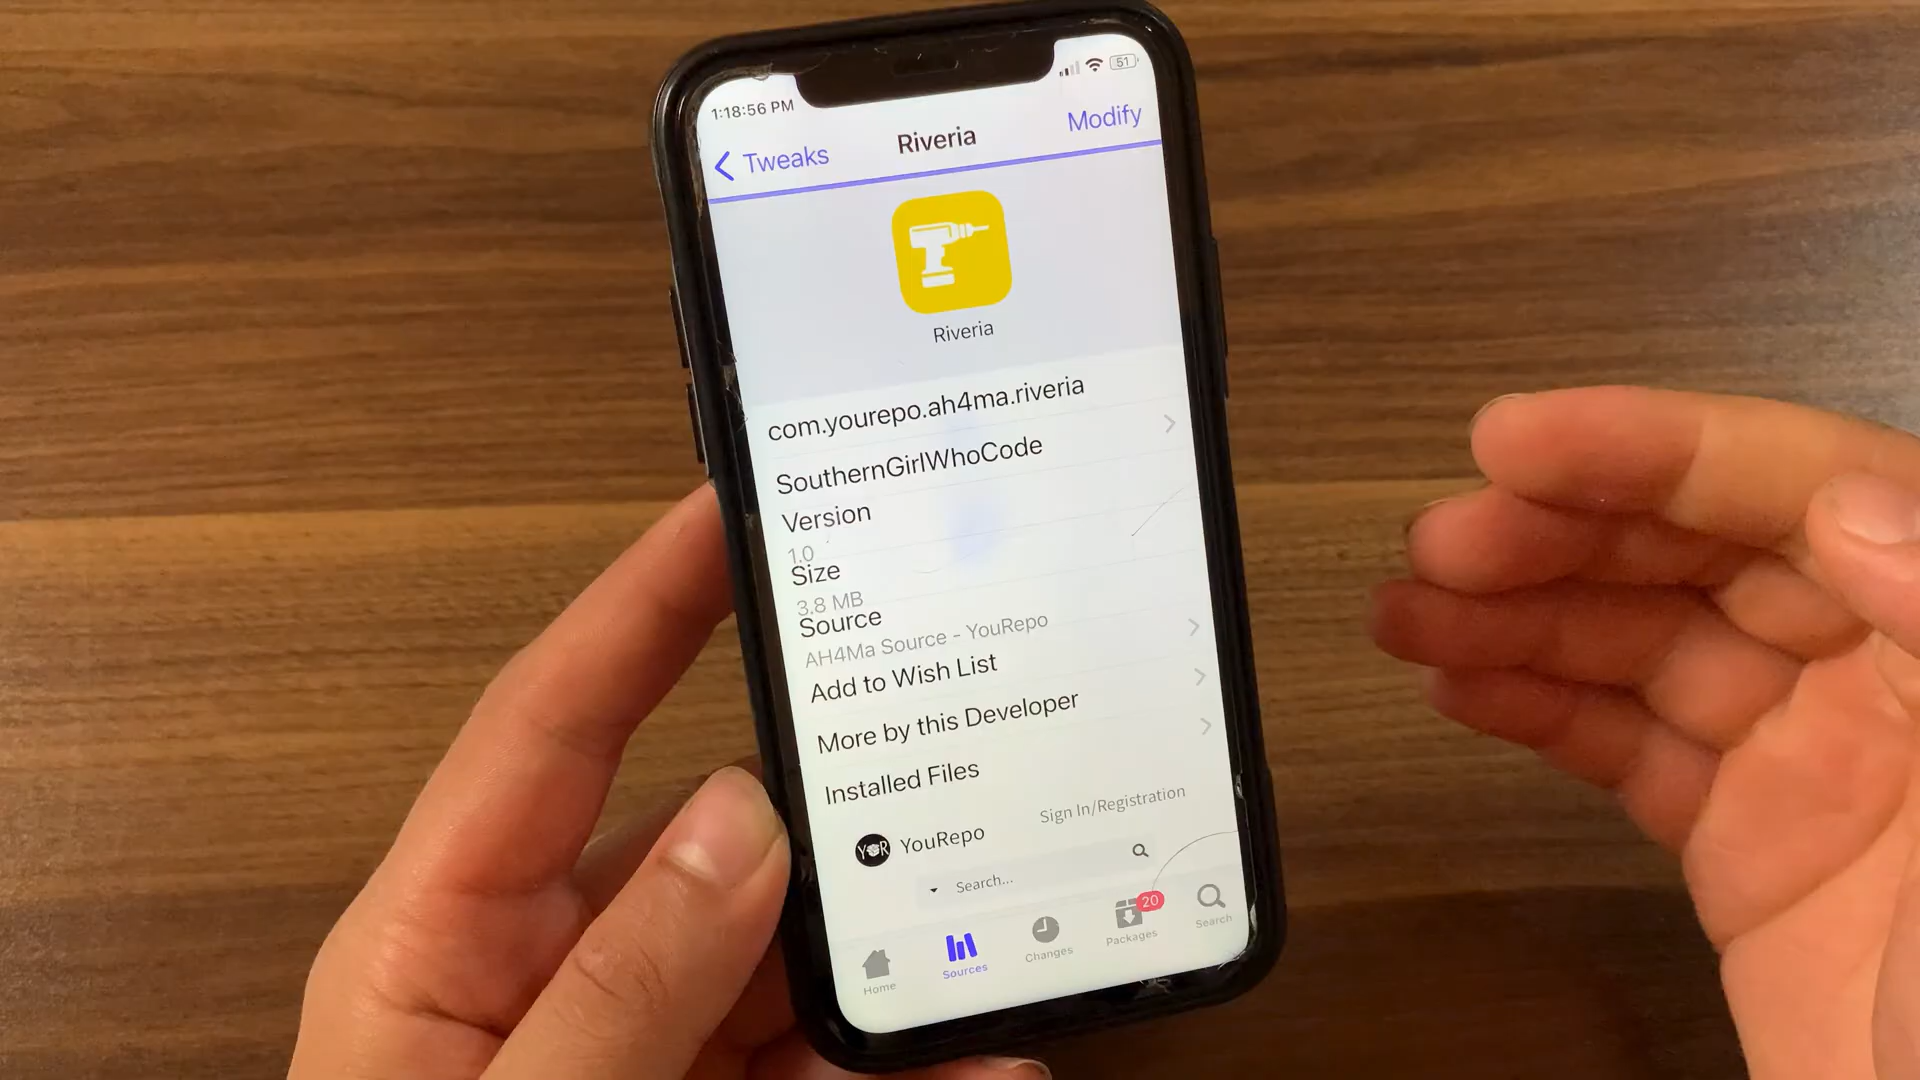 1:18:56 PM
51
Tweaks
Riveria
Modify
Riveria
com.yourepo.ah4ma.riveria
SouthernGirlWhoCode
Version
1.0
Size
3.8 MB
Source
AH4Ma Source - YouRepo
Add to Wish List
More by this Developer
Installed Files
YOR YouRepo
Sign In/Registration
Search...
Home
Sources
Changes
20
Packages
Search